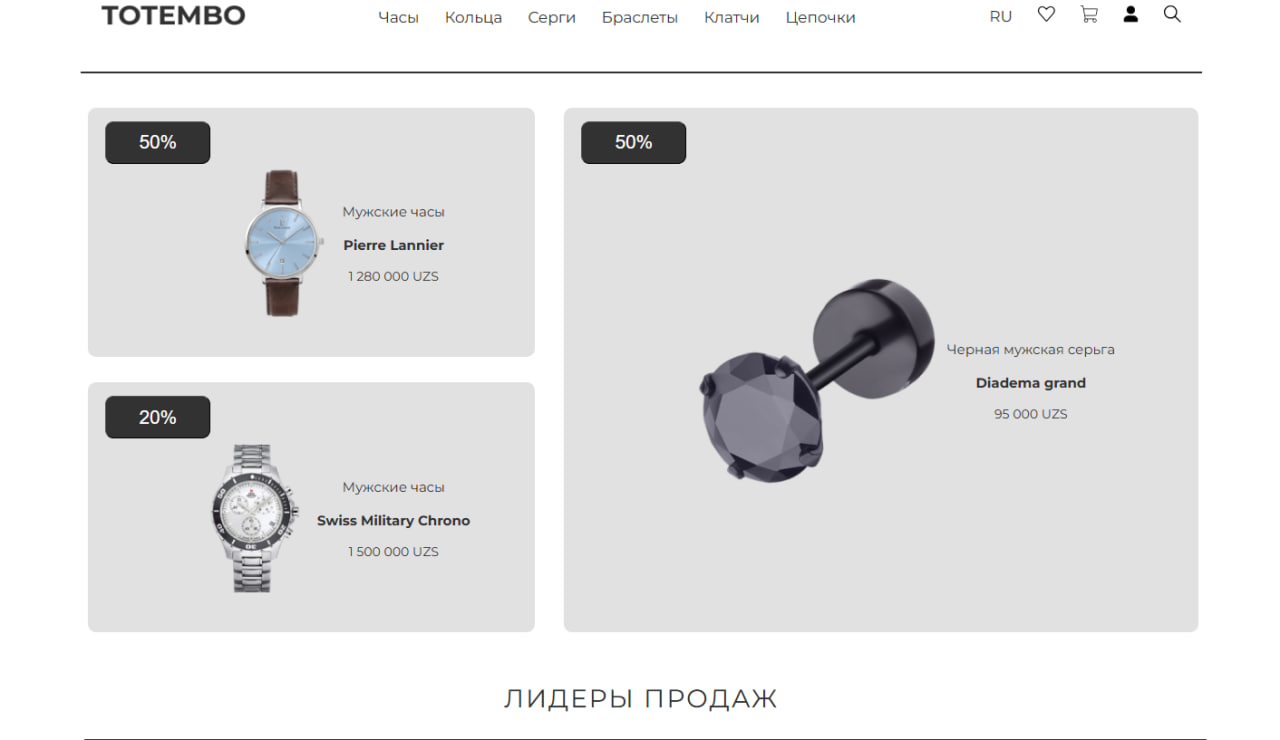 TOTEMBO
Часы Кольца Серги Браслеты Клатчи Цепочки
RU
50%
Мужские часы
Pierre Lannier
1 280 000 UZS
20%
Мужские часы
Swiss Military Chrono
1 500 000 UZS
50%
Черная мужская серьга
Diadema grand
95 000 UZS
ЛИДЕРЫ ПРОДАЖ